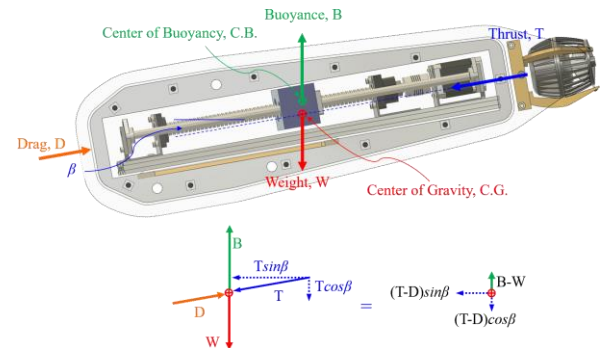 Buoyance, B
Center of Buoyancy, C.B.
Thrust, T
Drag, D
β
Weight, W
Center of Gravity, C.G.
B
Tsinβ
T
Tcosβ
D
W
=
B-W
(T-D)sinβ
(T-D)cosβ